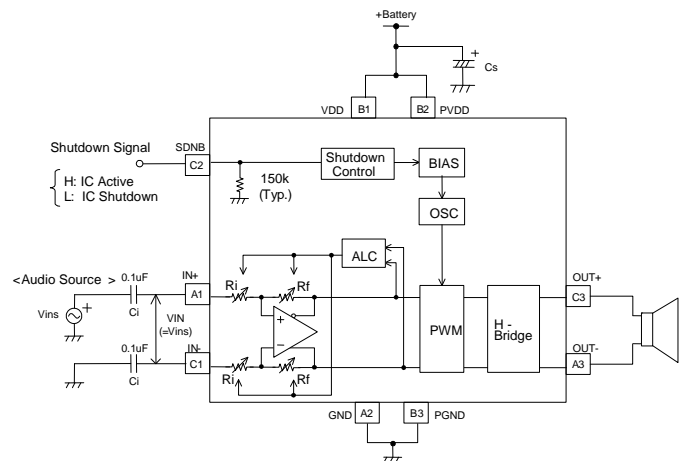 +Battery
+
Cs
VDD B1 B2 PVDD
Shutdown Signal
SDNB
C2
H: IC Active
L: IC Shutdown
150k
(Typ.)
Shutdown
Control
BIAS
OSC
ALC
<Audio Source >
0.1uF
IN+
Ri
Rf
OUT+
Vins
+
Ci
A1
VIN
(=Vins)
+
−
PWM
H -
Bridge
C3
0.1uF
IN-
Ci
C1
Ri
Rf
OUT-
A3
GND A2 B3 PGND